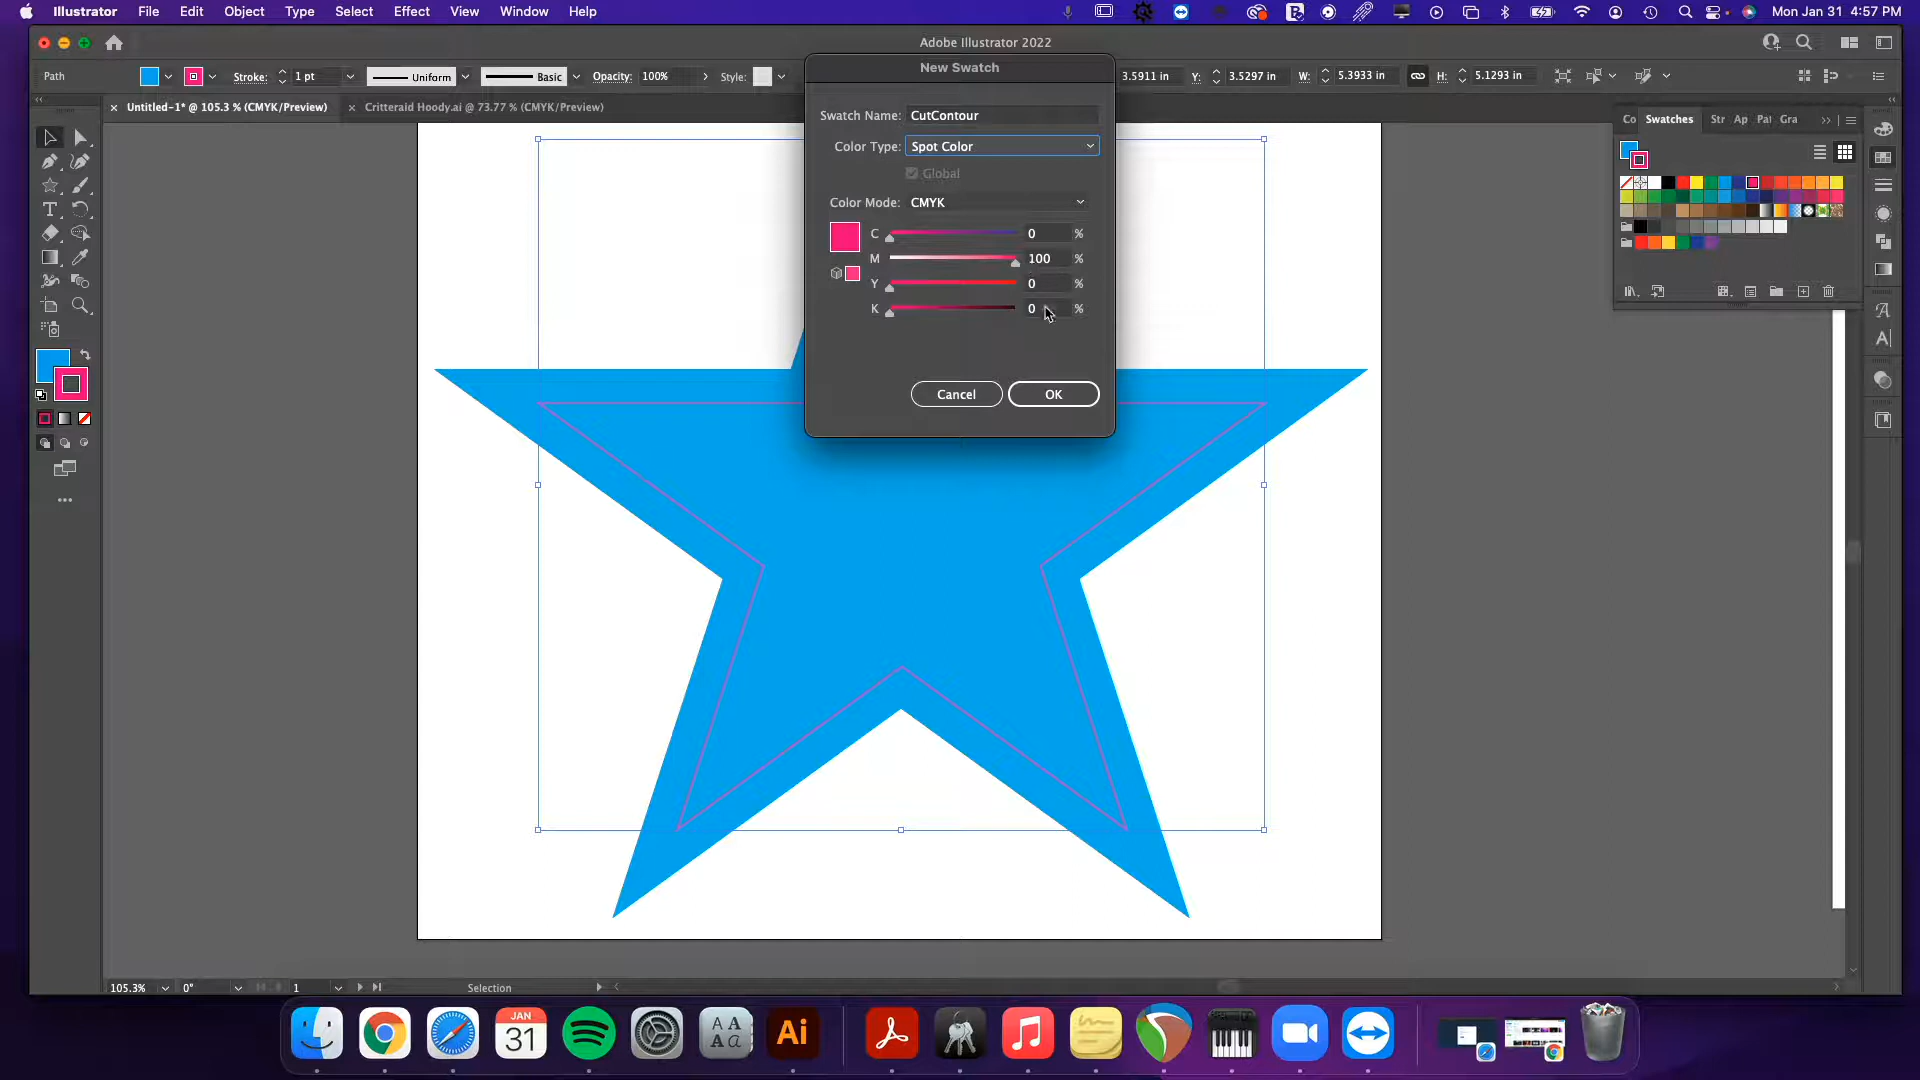 Illustrator File Edit Object Type Select Effect View Window Help
Mon Jan 31 4:57 PM
Adobe Illustrator 2022
Path
Stroke: 1 pt Uniform Basic Opacity: 100% Style:
3.5911 in Y: 3.5297 in W: 5.3933 in H: 5.1293 in
Untitled-1* @ 105.3 % (CMYK/Preview)
Critteraid Hoody.ai @ 73.77 % (CMYK/Preview)
New Swatch
Swatch Name: CutContour
Color Type: Spot Color
Global
Color Mode: CMYK
C 0 %
M 100 %
Y 0 %
K 0 %
Cancel OK
Co Swatches Str Ap Pat Gra
105.3% 0° 1 Selection
JAN
31
AA
Aa
Ai